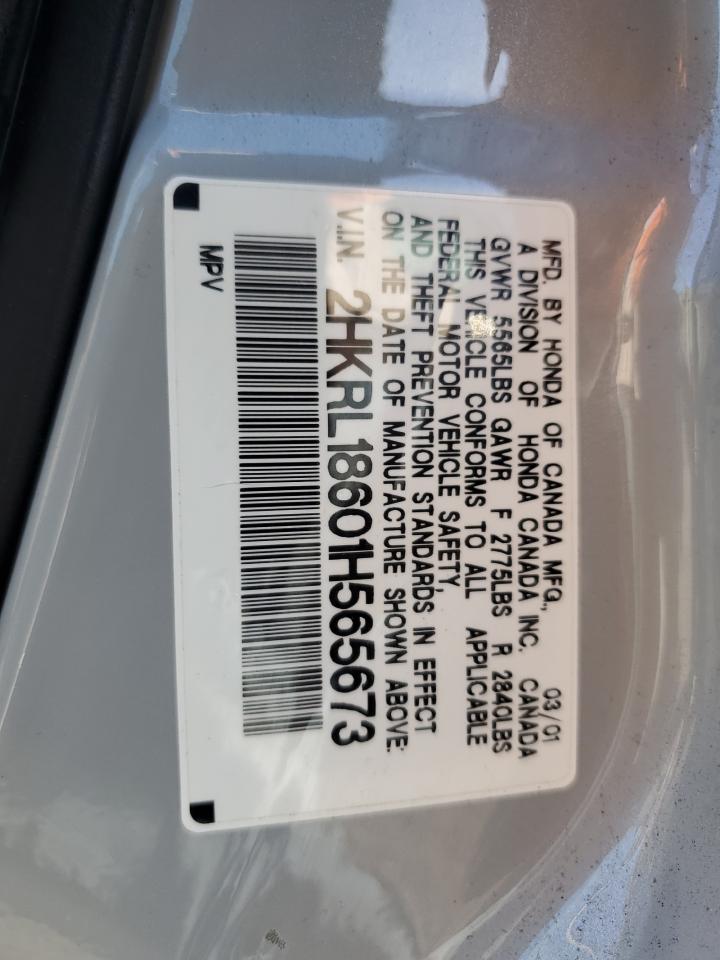 MFD. BY HONDA OF CANADA MFG., 03/01
A DIVISION OF HONDA CANADA INC. CANADA
GVWR 5565LBS GAWR F 2775LBS R 2840LBS
THIS VEHICLE CONFORMS TO ALL APPLICABLE
FEDERAL MOTOR VEHICLE SAFETY,
AND THEFT PREVENTION STANDARDS IN EFFECT
ON THE DATE OF MANUFACTURE SHOWN ABOVE.
V.I.N. 2HKRL18601H565673
MPV